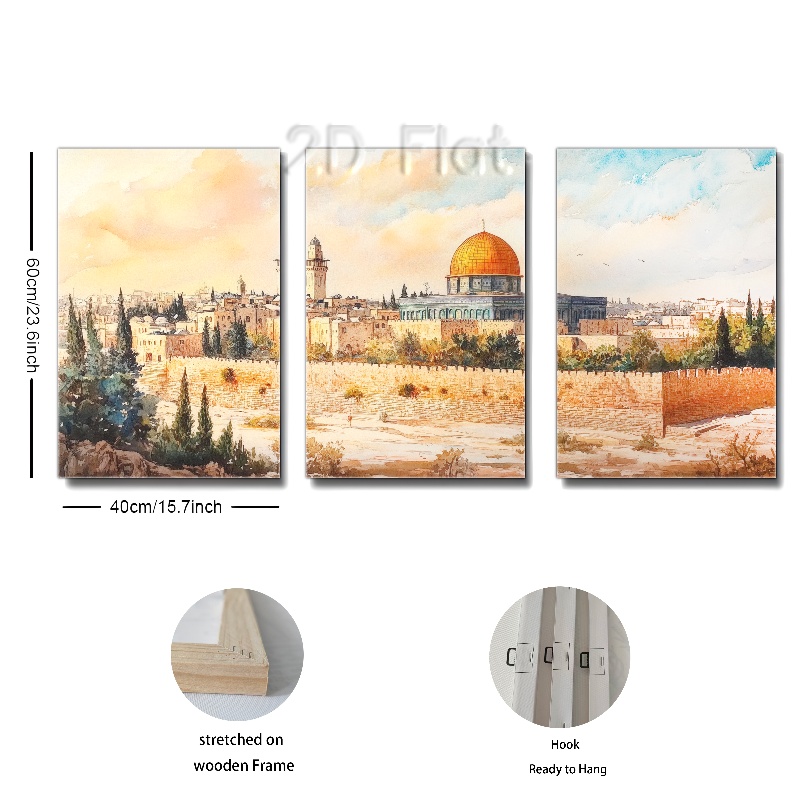 2D Flat
60cm/23.6inch
40cm/15.7inch
stretched on
wooden Frame
Hook
Ready to Hang